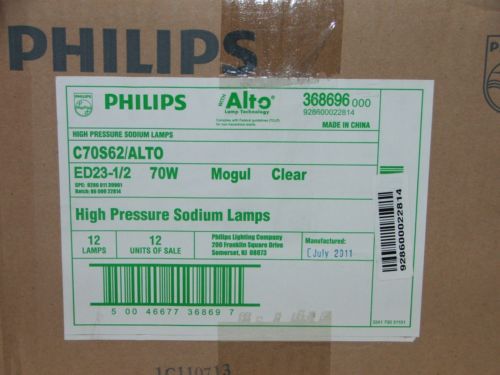 PHILIPS
PHILIPS
with Alto®
Lamp Technology
Complies with Federal guidelines (TCLP)
for non-hazardous waste.
368696 000
928600022814
MADE IN CHINA
HIGH PRESSURE SODIUM LAMPS
C70S62/ALTO
ED23-1/2 70W Mogul Clear
High Pressure Sodium Lamps
12
LAMPS
12
UNITS OF SALE
Philips Lighting Company
200 Franklin Square Drive
Somerset, NJ 08873
Manufactured:
July 2011
928600022814
5 00 46677 36869 7
1C110713